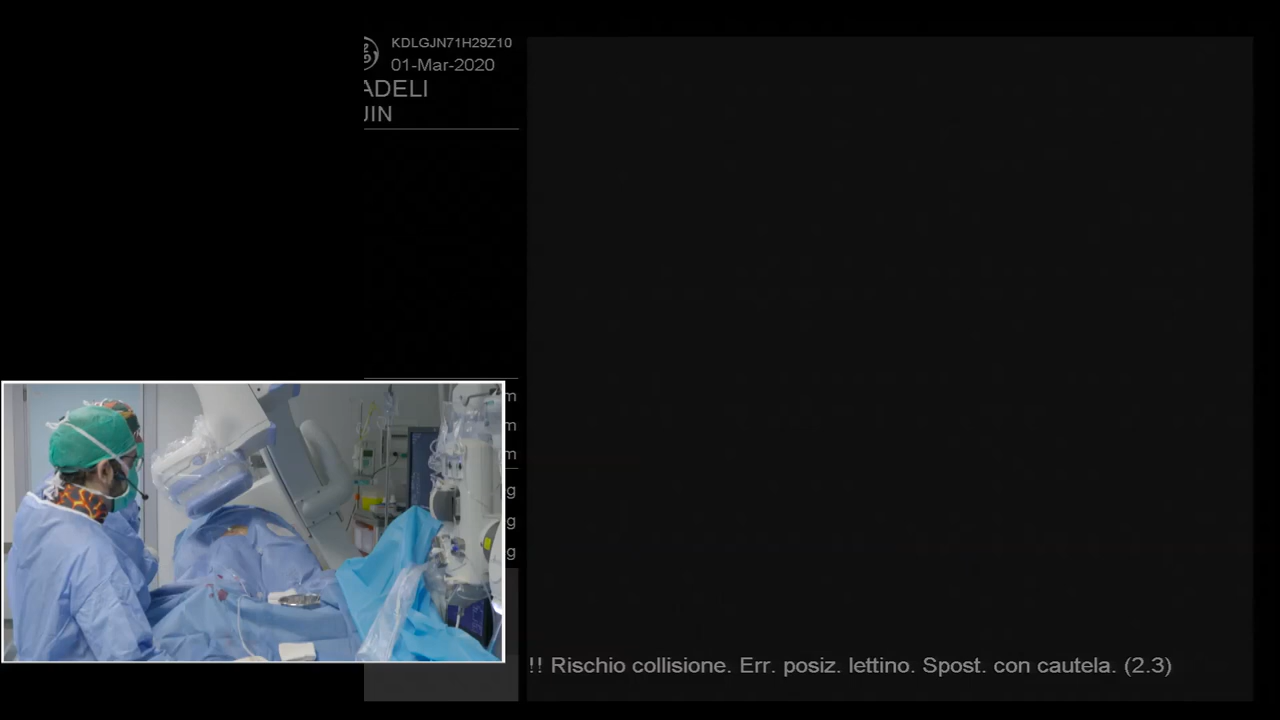 KDLGJN71H29Z10
01-Mar-2020
ADELI
JIN
m
m
m
g
g
g
!! Rischio collisione. Err. posiz. lettino. Spost. con cautela. (2.3)